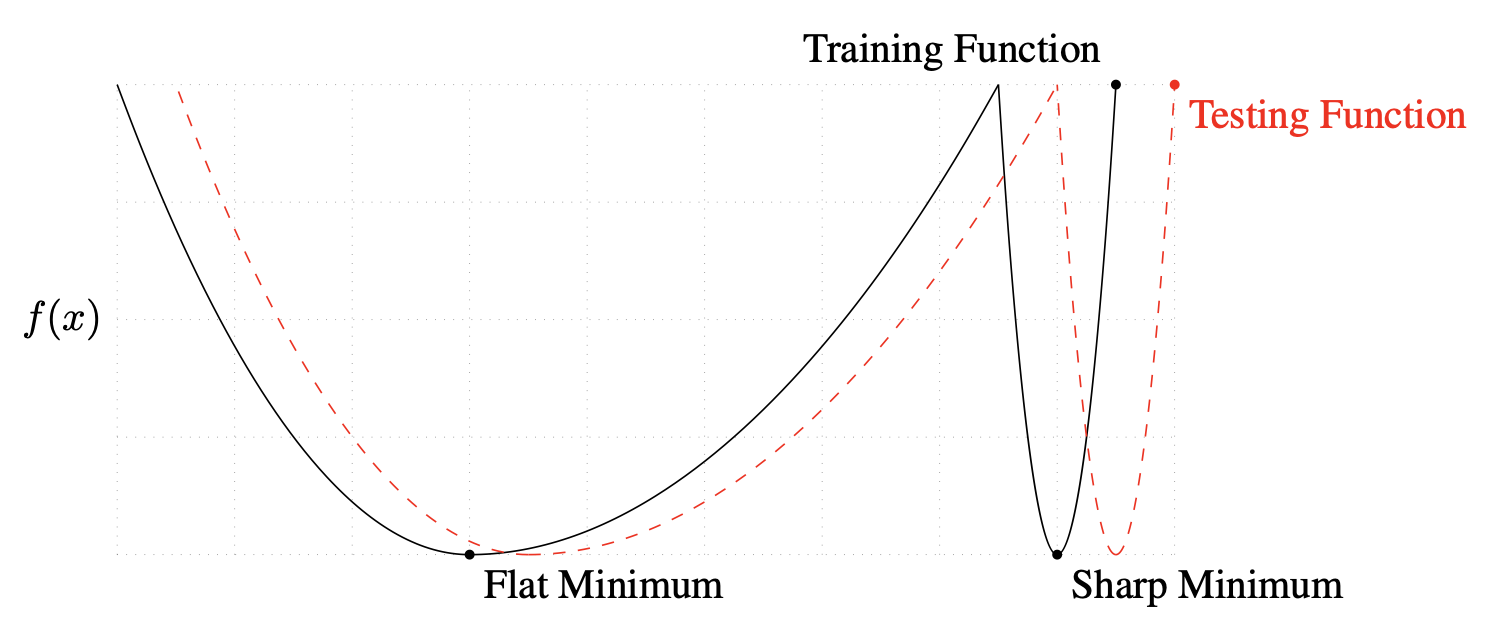 Training Function
Testing Function
f(x)
Flat Minimum
Sharp Minimum